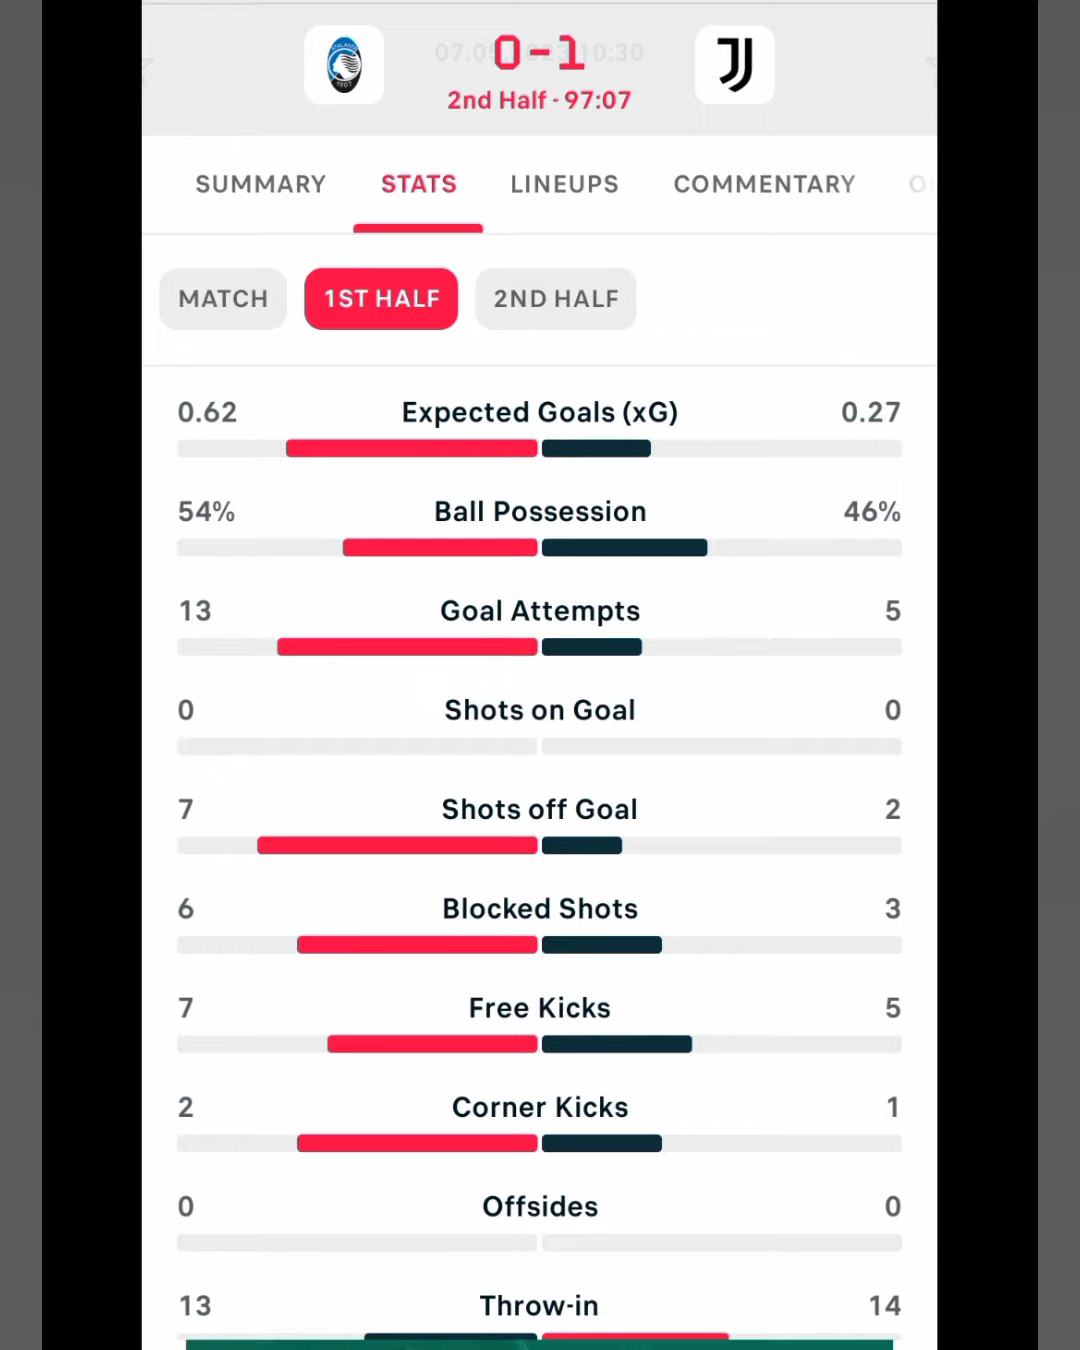 0-1
2nd Half - 97:07
SUMMARY STATS LINEUPS COMMENTARY
MATCH 1ST HALF 2ND HALF
0.62 Expected Goals (xG) 0.27
54% Ball Possession 46%
13 Goal Attempts 5
0 Shots on Goal 0
7 Shots off Goal 2
6 Blocked Shots 3
7 Free Kicks 5
2 Corner Kicks 1
0 Offsides 0
13 Throw-in 14